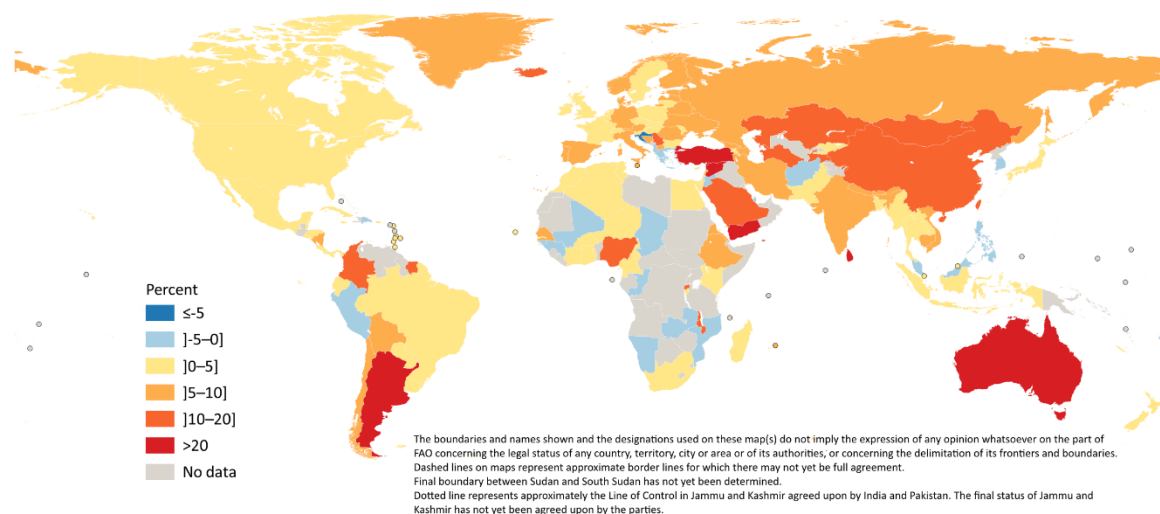 Percent
≤-5
]-5–0]
]0–5]
]5–10]
]10–20]
>20
No data
The boundaries and names shown and the designations used on these map(s) do not imply the expression of any opinion whatsoever on the part of
FAO concerning the legal status of any country, territory, city or area or of its authorities, or concerning the delimitation of its frontiers and boundaries.
Dashed lines on maps represent approximate border lines for which there may not yet be full agreement.
Final boundary between Sudan and South Sudan has not yet been determined.
Dotted line represents approximately the Line of Control in Jammu and Kashmir agreed upon by India and Pakistan. The final status of Jammu and
Kashmir has not yet been agreed upon by the parties.